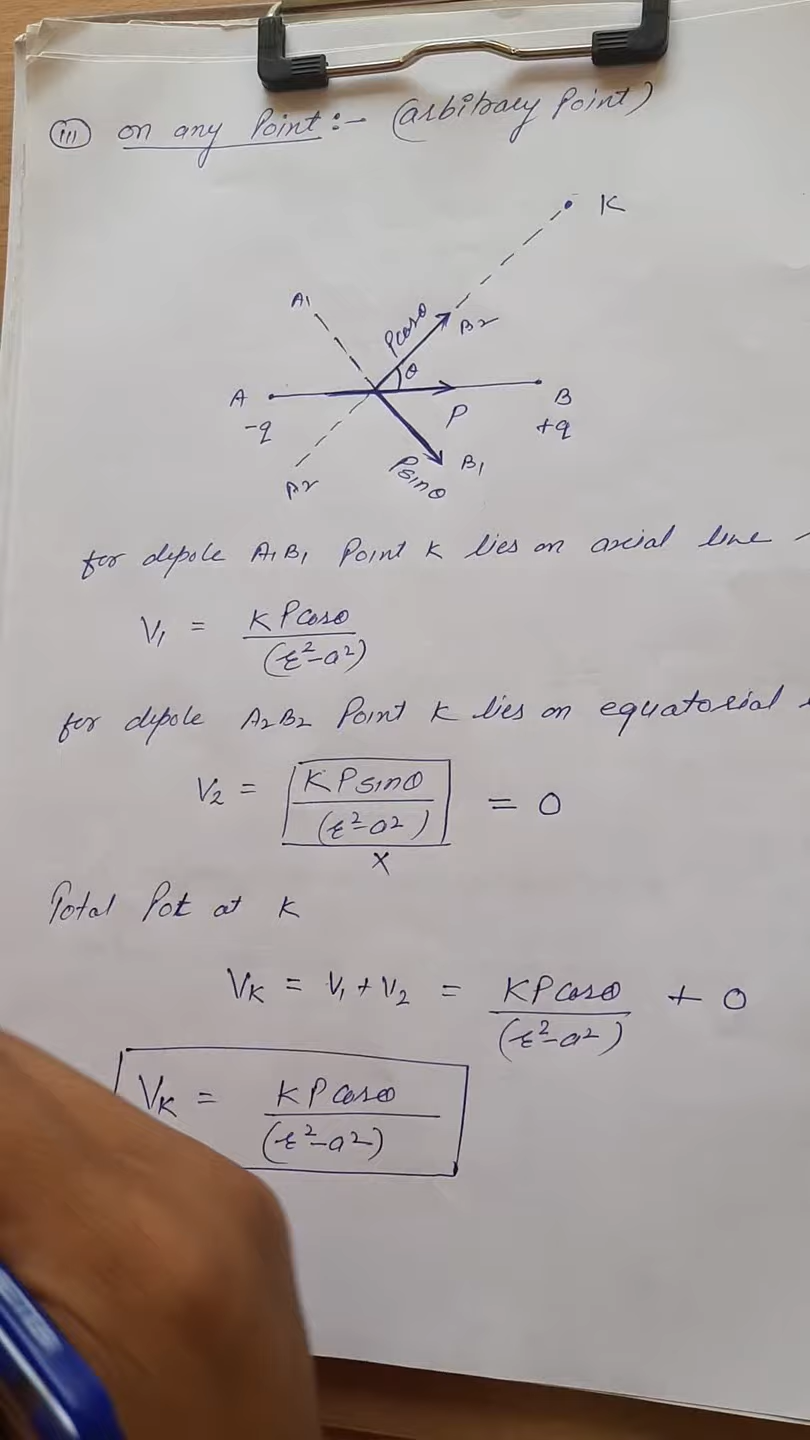 (iii) on any Point :- (arbitrary Point)
K
A1
Pcosθ
B2
θ
A
B
P
-q
+q
B1
Psinθ
for dipole A1B1 Point K lies on axial line
V1 = KPcosθ / (r²-a²)
for dipole A2B2 Point K lies on equatorial
V2 = KPsinθ / (r²-a²) = 0
X
Total Pot at K
VK = V1 + V2 = KPcosθ / (r²-a²) + 0
VK = KPcosθ / (r²-a²)